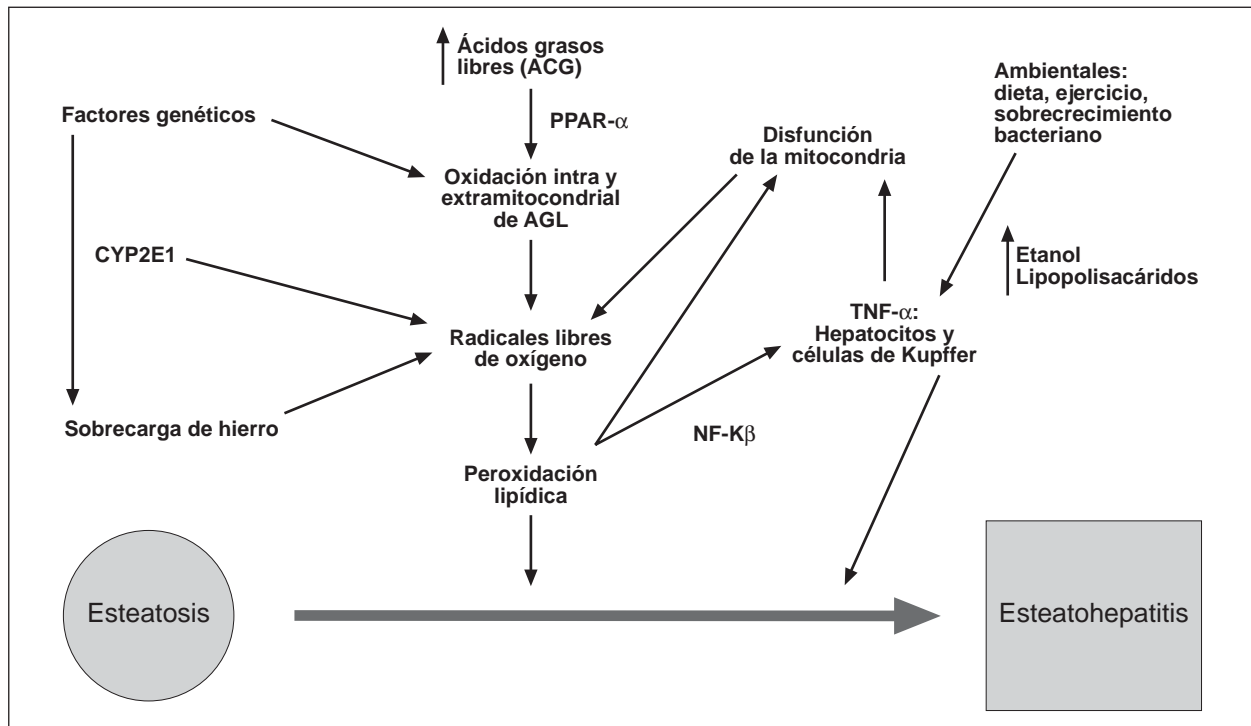 Ácidos grasos
libres (ACG)
Ambientales:
dieta, ejercicio,
sobrecrecimiento
bacteriano
Factores genéticos
PPAR-α
Disfunción
de la mitocondria
Oxidación intra y
extramitocondrial
de AGL
CYP2E1
Etanol
Lipopolisacáridos
Radicales libres
de oxígeno
TNF-α:
Hepatocitos y
células de Kupffer
Sobrecarga de hierro
NF-Kβ
Peroxidación
lipídica
Esteatosis
Esteatohepatitis